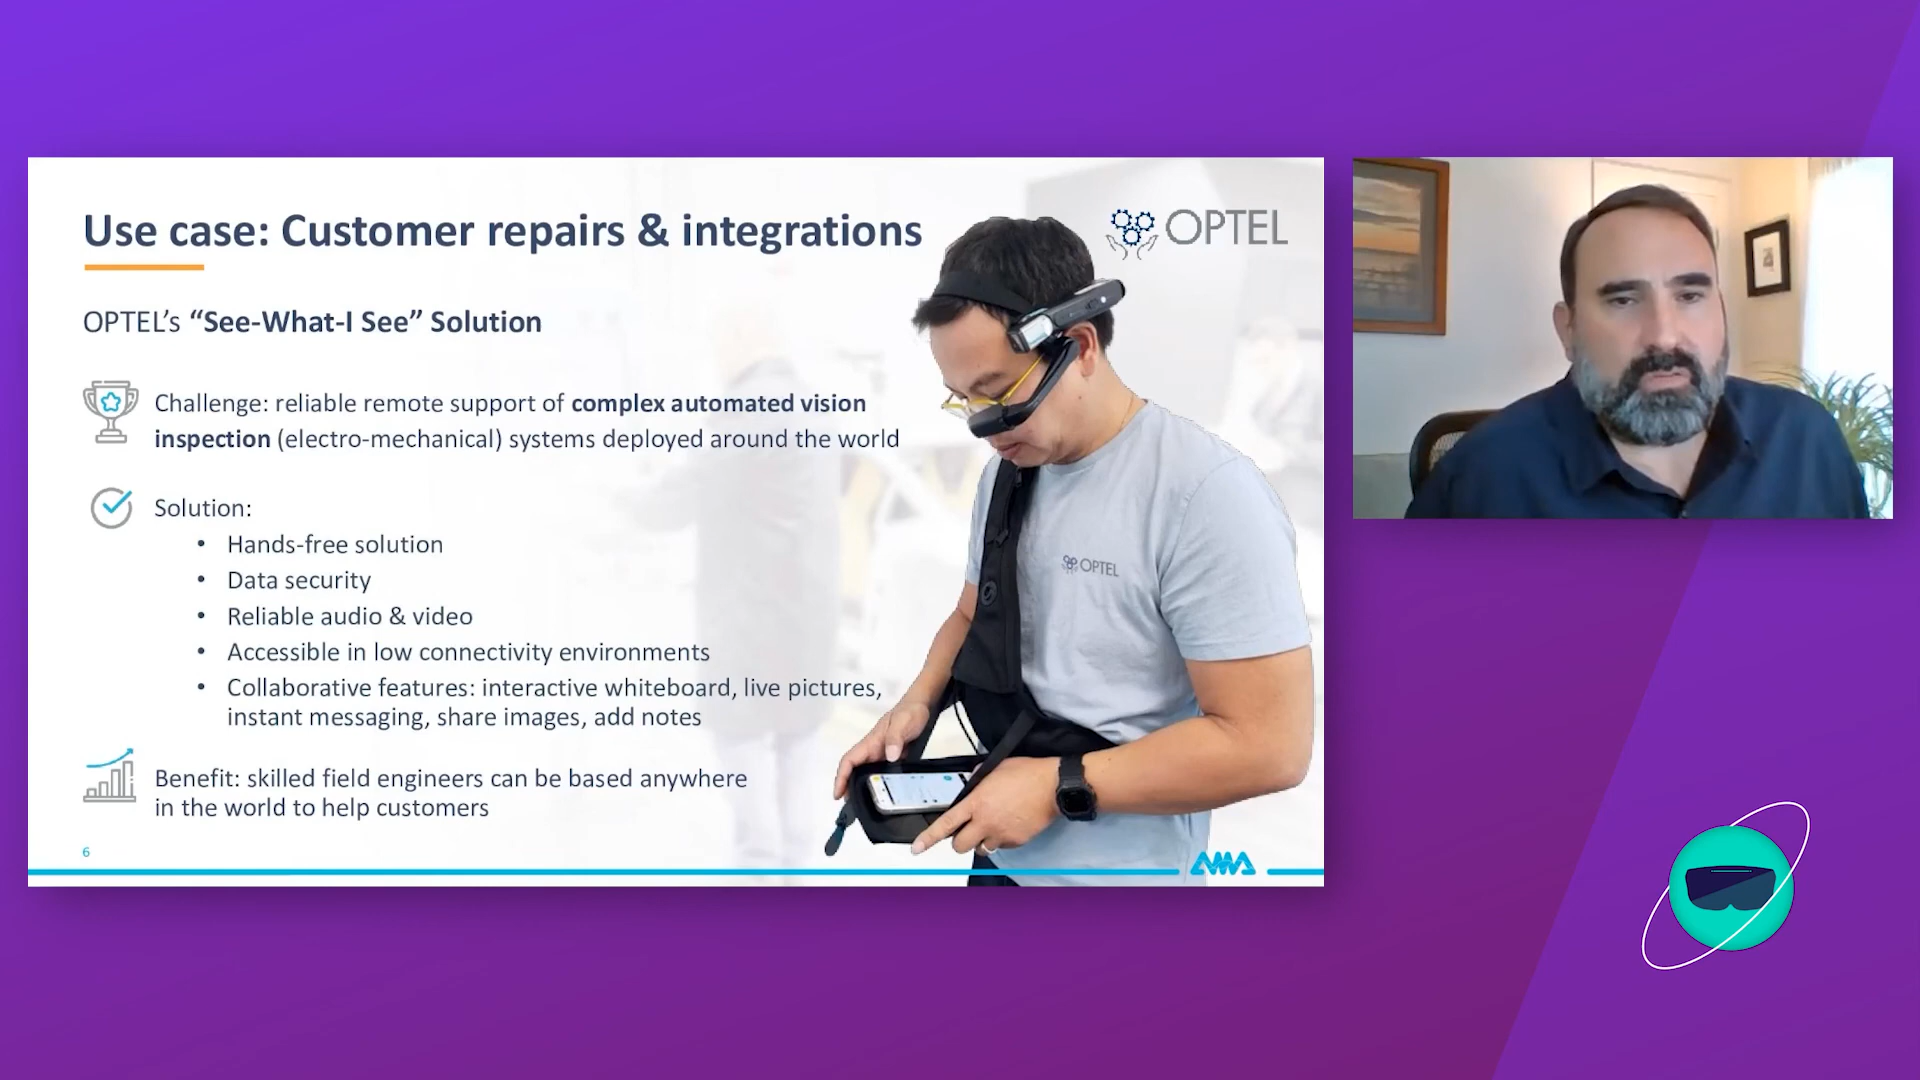 Use case: Customer repairs & integrations
OPTEL
OPTEL's “See-What-I See” Solution
Challenge: reliable remote support of complex automated vision
inspection (electro-mechanical) systems deployed around the world
Solution:
• Hands-free solution
• Data security
• Reliable audio & video
• Accessible in low connectivity environments
• Collaborative features: interactive whiteboard, live pictures,
instant messaging, share images, add notes
Benefit: skilled field engineers can be based anywhere
in the world to help customers
OPTEL
6
AMA